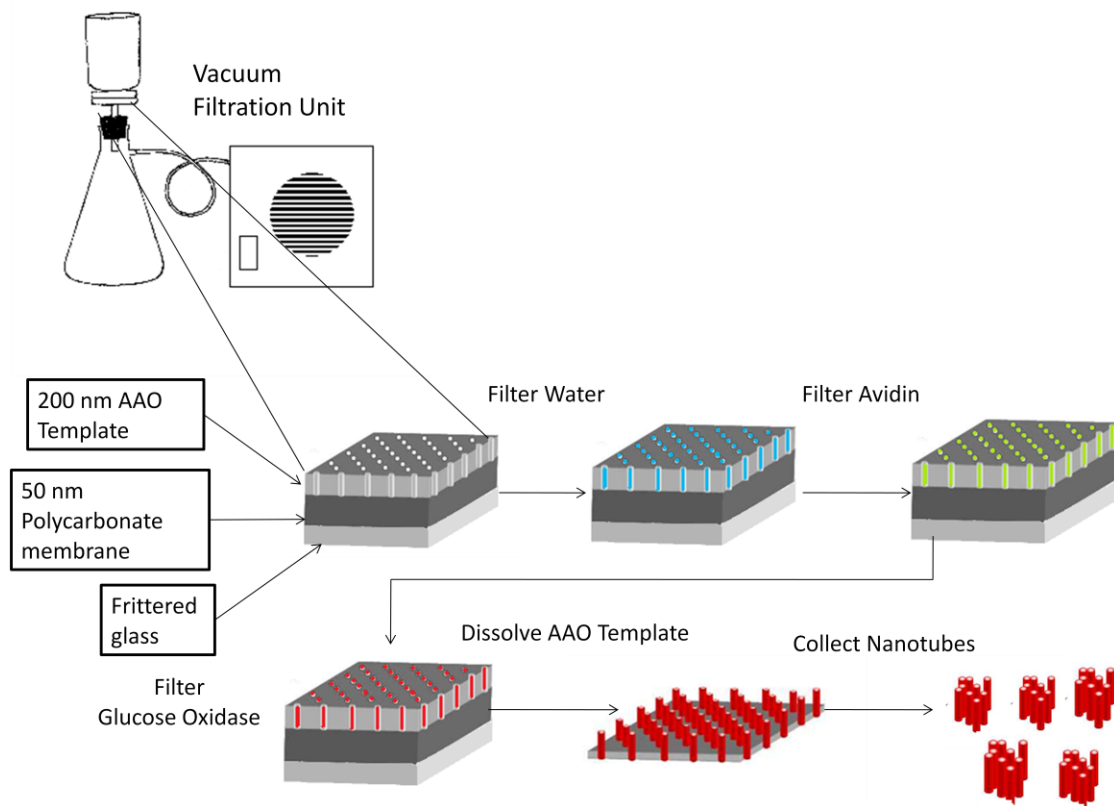 Vacuum
Filtration Unit
200 nm AAO
Template
50 nm
Polycarbonate
membrane
Frittered
glass
Filter Water
Filter Avidin
Filter
Glucose Oxidase
Dissolve AAO Template
Collect Nanotubes